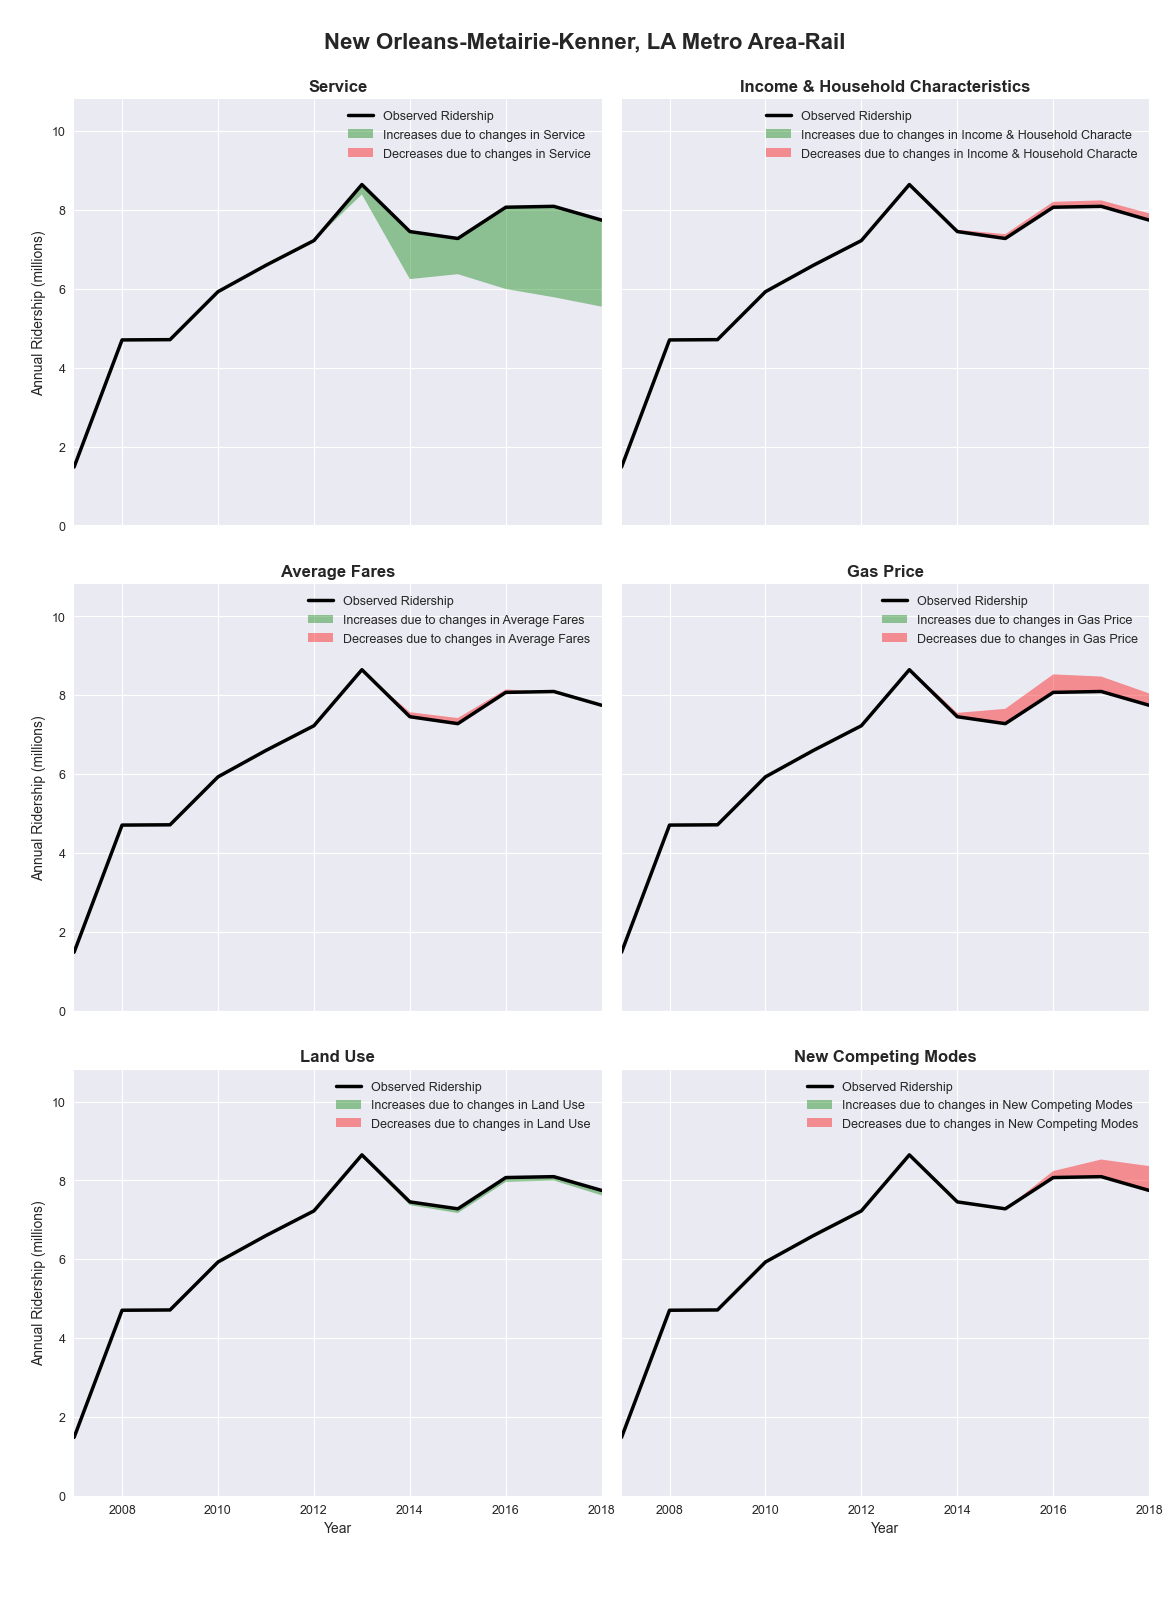 New Orleans-Metairie-Kenner, LA Metro Area-Rail
Service
Observed Ridership
Increases due to changes in Service
Decreases due to changes in Service
10
8
6
4
2
0
Annual Ridership (millions)
Income & Household Characteristics
Observed Ridership
Increases due to changes in Income & Household Characte
Decreases due to changes in Income & Household Characte
Average Fares
Observed Ridership
Increases due to changes in Average Fares
Decreases due to changes in Average Fares
10
8
6
4
2
0
Annual Ridership (millions)
Gas Price
Observed Ridership
Increases due to changes in Gas Price
Decreases due to changes in Gas Price
Land Use
Observed Ridership
Increases due to changes in Land Use
Decreases due to changes in Land Use
10
8
6
4
2
0
Annual Ridership (millions)
2008 2010 2012 2014 2016 2018
Year
New Competing Modes
Observed Ridership
Increases due to changes in New Competing Modes
Decreases due to changes in New Competing Modes
2008 2010 2012 2014 2016 2018
Year